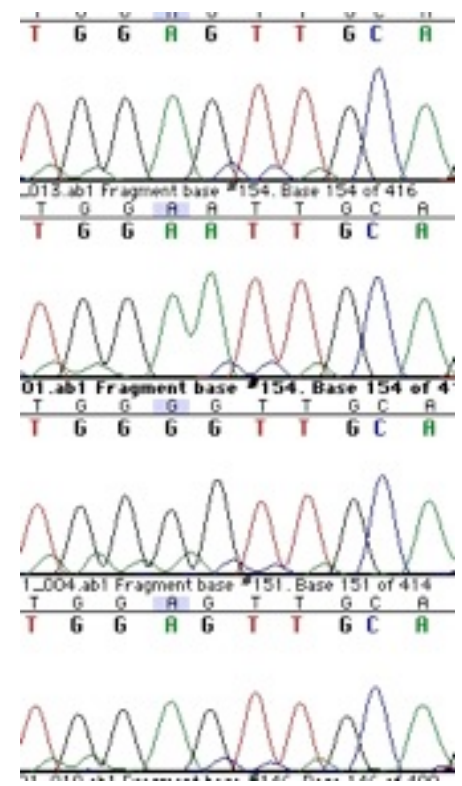 T G G A G T T G C A
T G G A G T T G C A
_013.ab1 Fragment base #154. Base 154 of 416
T G G A A T T G C A
T G G A A T T G C A
01.ab1 Fragment base #154. Base 154 of 41
T G G G G T T G C A
T G G G G T T G C A
1_004.ab1 Fragment base #151. Base 151 of 414
T G G A G T T G C A
T G G A G T T G C A